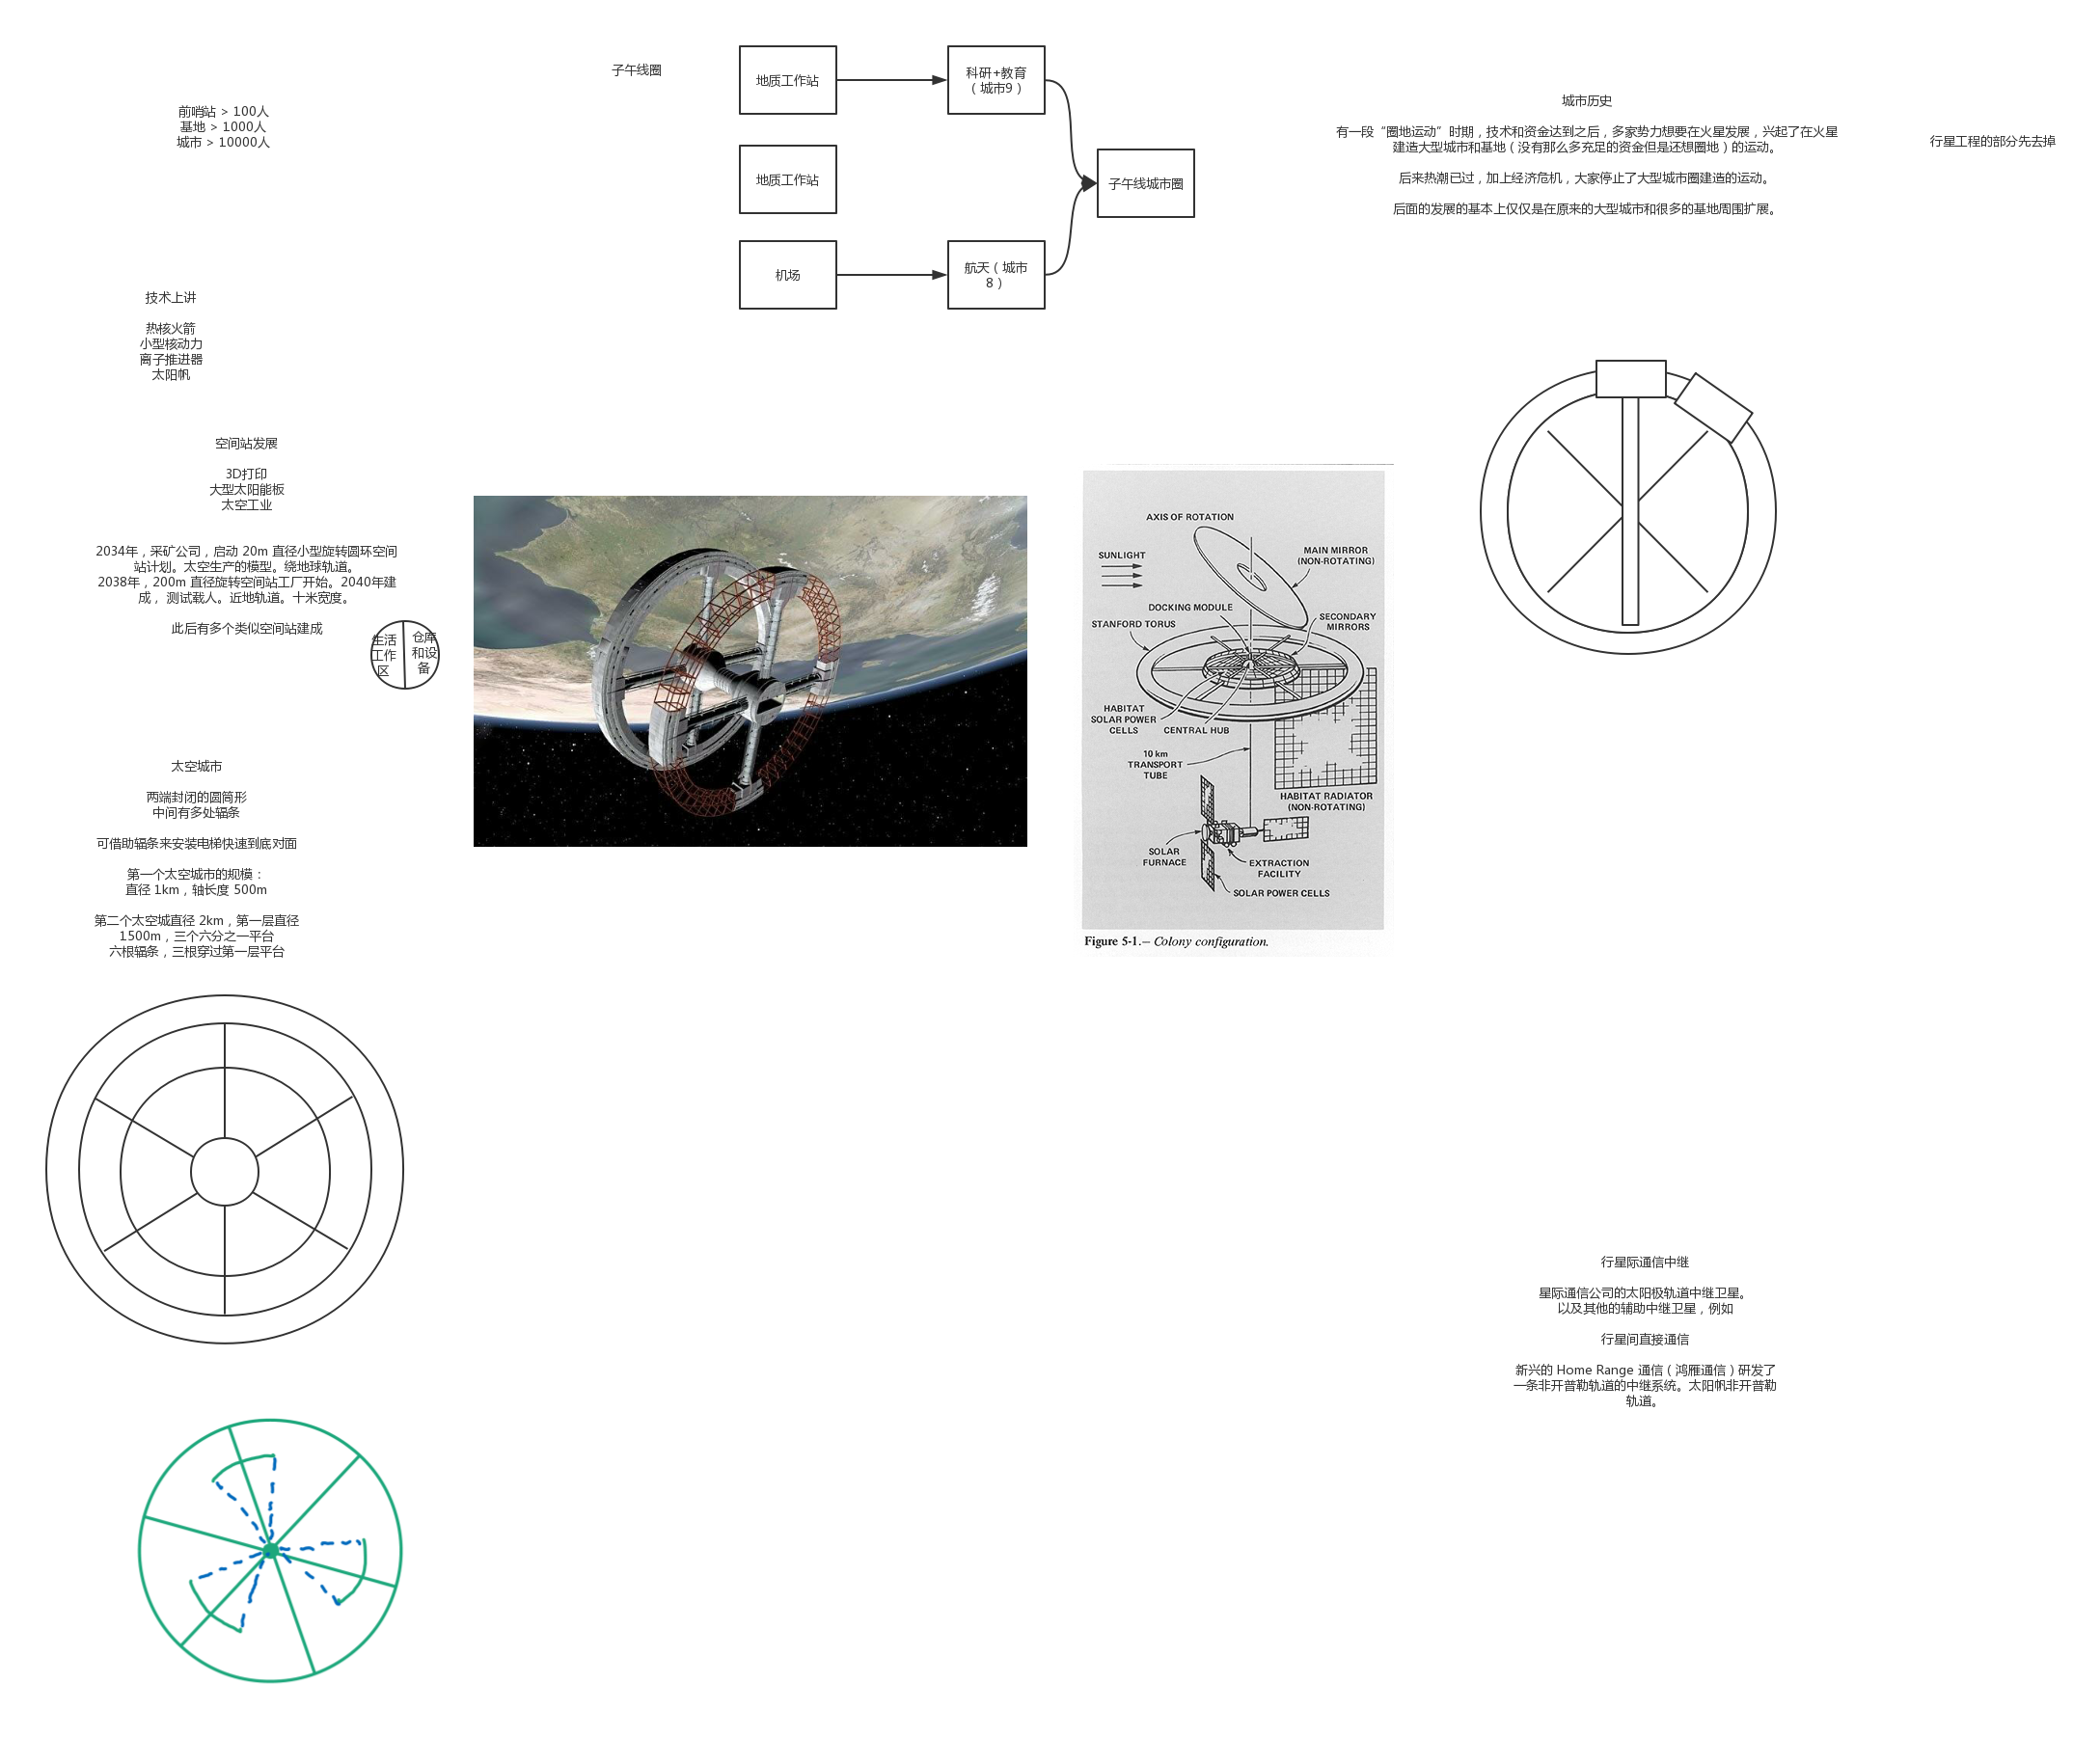 子午线圈
地质工作站
科研+教育
（城市9）
地质工作站
子午线城市圈
机场
航天（城市
8）
前哨站 > 100人
基地 > 1000人
城市 > 10000人
城市历史
有一段“圈地运动”时期，技术和资金达到之后，多家势力想要在火星发展，兴起了在火星
建造大型城市和基地（没有那么多充足的资金但是还想圈地）的运动。
后来热潮已过，加上经济危机，大家停止了大型城市圈建造的运动。
后面的发展的基本上仅仅是在原来的大型城市和很多的基地周围扩展。
行星工程的部分先去掉
技术上讲
热核火箭
小型核动力
离子推进器
太阳帆
空间站发展
3D打印
大型太阳能板
太空工业
2034年，采矿公司，启动 20m 直径小型旋转圆环空间
站计划。太空生产的模型。绕地球轨道。
2038年，200m 直径旋转空间站工厂开始。2040年建
成， 测试载人。近地轨道。十米宽度。
此后有多个类似空间站建成
生活
工作
区
仓库
和设
备
AXIS OF ROTATION
SUNLIGHT
MAIN MIRROR
(NON-ROTATING)
DOCKING MODULE
STANFORD TORUS
SECONDARY
MIRRORS
HABITAT
SOLAR POWER
CELLS
CENTRAL HUB
10 km
TRANSPORT
TUBE
HABITAT RADIATOR
(NON-ROTATING)
SOLAR
FURNACE
EXTRACTION
FACILITY
SOLAR POWER CELLS
Figure 5-1.— Colony configuration.
太空城市
两端封闭的圆筒形
中间有多处辐条
可借助辐条来安装电梯快速到底对面
第一个太空城市的规模：
直径 1km，轴长度 500m
第二个太空城直径 2km，第一层直径
1500m，三个六分之一平台
六根辐条，三根穿过第一层平台
行星际通信中继
星际通信公司的太阳极轨道中继卫星。
以及其他的辅助中继卫星，例如
行星间直接通信
新兴的 Home Range 通信（鸿雁通信）研发了
一条非开普勒轨道的中继系统。太阳帆非开普勒
轨道。